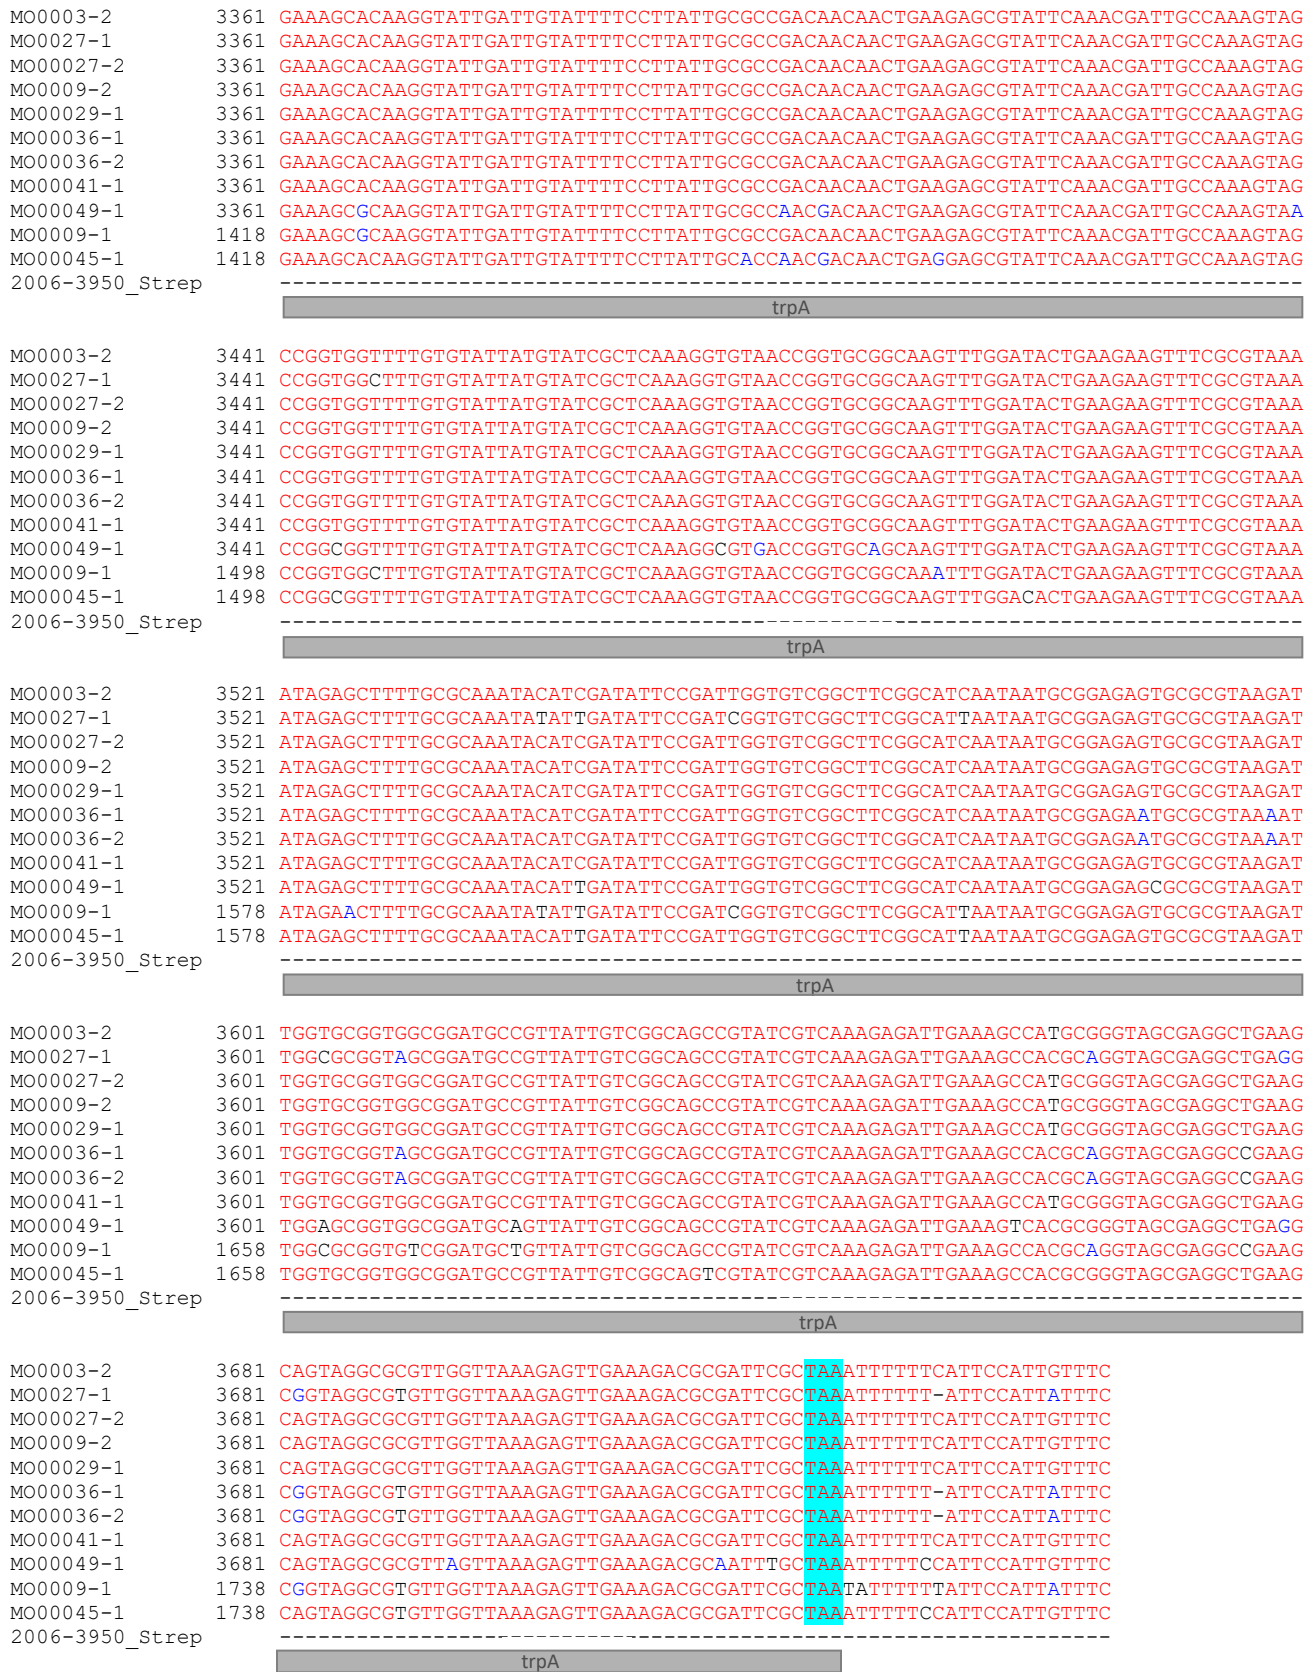 MO0003-2 3361 GAAAGCACAAGGTATTGATTGTATTTTCCTTATTGCGCCGACAACAACTGAAGAGCGTATTCAAACGATTGCCAAAGTAG
MO0027-1 3361 GAAAGCACAAGGTATTGATTGTATTTTCCTTATTGCGCCGACAACAACTGAAGAGCGTATTCAAACGATTGCCAAAGTAG
MO00027-2 3361 GAAAGCACAAGGTATTGATTGTATTTTCCTTATTGCGCCGACAACAACTGAAGAGCGTATTCAAACGATTGCCAAAGTAG
MO0009-2 3361 GAAAGCACAAGGTATTGATTGTATTTTCCTTATTGCGCCGACAACAACTGAAGAGCGTATTCAAACGATTGCCAAAGTAG
MO00029-1 3361 GAAAGCACAAGGTATTGATTGTATTTTCCTTATTGCGCCGACAACAACTGAAGAGCGTATTCAAACGATTGCCAAAGTAG
MO00036-1 3361 GAAAGCACAAGGTATTGATTGTATTTTCCTTATTGCGCCGACAACAACTGAAGAGCGTATTCAAACGATTGCCAAAGTAG
MO00036-2 3361 GAAAGCACAAGGTATTGATTGTATTTTCCTTATTGCGCCGACAACAACTGAAGAGCGTATTCAAACGATTGCCAAAGTAG
MO00041-1 3361 GAAAGCACAAGGTATTGATTGTATTTTCCTTATTGCGCCGACAACAACTGAAGAGCGTATTCAAACGATTGCCAAAGTAG
MO00049-1 3361 GAAAGCGCAAGGTATTGATTGTATTTTCCTTATTGCGCCAACGACAACTGAAGAGCGTATTCAAACGATTGCCAAAGTAA
MO0009-1 1418 GAAAGCGCAAGGTATTGATTGTATTTTCCTTATTGCGCCGACAACAACTGAAGAGCGTATTCAAACGATTGCCAAAGTAG
MO00045-1 1418 GAAAGCACAAGGTATTGATTGTATTTTCCTTATTGCACCAACGACAACTGAGGAGCGTATTCAAACGATTGCCAAAGTAG
2006-3950_Strep --------------------------------------------------------------------------------
trpA
MO0003-2 3441 CCGGTGGTTTTGTGTATTATGTATCGCTCAAAGGTGTAACCGGTGCGGCAAGTTTGGATACTGAAGAAGTTTCGCGTAAA
MO0027-1 3441 CCGGTGGCTTTGTGTATTATGTATCGCTCAAAGGTGTAACCGGTGCGGCAAGTTTGGATACTGAAGAAGTTTCGCGTAAA
MO00027-2 3441 CCGGTGGTTTTGTGTATTATGTATCGCTCAAAGGTGTAACCGGTGCGGCAAGTTTGGATACTGAAGAAGTTTCGCGTAAA
MO0009-2 3441 CCGGTGGTTTTGTGTATTATGTATCGCTCAAAGGTGTAACCGGTGCGGCAAGTTTGGATACTGAAGAAGTTTCGCGTAAA
MO00029-1 3441 CCGGTGGTTTTGTGTATTATGTATCGCTCAAAGGTGTAACCGGTGCGGCAAGTTTGGATACTGAAGAAGTTTCGCGTAAA
MO00036-1 3441 CCGGTGGTTTTGTGTATTATGTATCGCTCAAAGGTGTAACCGGTGCGGCAAGTTTGGATACTGAAGAAGTTTCGCGTAAA
MO00036-2 3441 CCGGTGGTTTTGTGTATTATGTATCGCTCAAAGGTGTAACCGGTGCGGCAAGTTTGGATACTGAAGAAGTTTCGCGTAAA
MO00041-1 3441 CCGGTGGTTTTGTGTATTATGTATCGCTCAAAGGTGTAACCGGTGCGGCAAGTTTGGATACTGAAGAAGTTTCGCGTAAA
MO00049-1 3441 CCGGCGGTTTTGTGTATTATGTATCGCTCAAAGGCGTGACCGGTGCAGCAAGTTTGGATACTGAAGAAGTTTCGCGTAAA
MO0009-1 1498 CCGGTGGCTTTGTGTATTATGTATCGCTCAAAGGTGTAACCGGTGCGGCAAATTTGGATACTGAAGAAGTTTCGCGTAAA
MO00045-1 1498 CCGGCGGTTTTGTGTATTATGTATCGCTCAAAGGTGTAACCGGTGCGGCAAGTTTGGACACTGAAGAAGTTTCGCGTAAA
2006-3950_Strep --------------------------------------------------------------------------------
trpA
MO0003-2 3521 ATAGAGCTTTTGCGCAAATACATCGATATTCCGATTGGTGTCGGCTTCGGCATCAATAATGCGGAGAGTGCGCGTAAGAT
MO0027-1 3521 ATAGAGCTTTTGCGCAAATATATTGATATTCCGATCGGTGTCGGCTTCGGCATTAATAATGCGGAGAGTGCGCGTAAGAT
MO00027-2 3521 ATAGAGCTTTTGCGCAAATACATCGATATTCCGATTGGTGTCGGCTTCGGCATCAATAATGCGGAGAGTGCGCGTAAGAT
MO0009-2 3521 ATAGAGCTTTTGCGCAAATACATCGATATTCCGATTGGTGTCGGCTTCGGCATCAATAATGCGGAGAGTGCGCGTAAGAT
MO00029-1 3521 ATAGAGCTTTTGCGCAAATACATCGATATTCCGATTGGTGTCGGCTTCGGCATCAATAATGCGGAGAGTGCGCGTAAGAT
MO00036-1 3521 ATAGAGCTTTTGCGCAAATACATCGATATTCCGATTGGTGTCGGCTTCGGCATCAATAATGCGGAGAATGCGCGTAAAAT
MO00036-2 3521 ATAGAGCTTTTGCGCAAATACATCGATATTCCGATTGGTGTCGGCTTCGGCATCAATAATGCGGAGAATGCGCGTAAAAT
MO00041-1 3521 ATAGAGCTTTTGCGCAAATACATCGATATTCCGATTGGTGTCGGCTTCGGCATCAATAATGCGGAGAGTGCGCGTAAGAT
MO00049-1 3521 ATAGAGCTTTTGCGCAAATACATTGATATTCCGATTGGTGTCGGCTTCGGCATCAATAATGCGGAGAGCGCGCGTAAGAT
MO0009-1 1578 ATAGAACTTTTGCGCAAATATATTGATATTCCGATCGGTGTCGGCTTCGGCATTAATAATGCGGAGAGTGCGCGTAAGAT
MO00045-1 1578 ATAGAGCTTTTGCGCAAATACATTGATATTCCGATTGGTGTCGGCTTCGGCATTAATAATGCGGAGAGTGCGCGTAAGAT
2006-3950_Strep --------------------------------------------------------------------------------
trpA
MO0003-2 3601 TGGTGCGGTGGCGGATGCCGTTATTGTCGGCAGCCGTATCGTCAAAGAGATTGAAAGCCATGCGGGTAGCGAGGCTGAAG
MO0027-1 3601 TGGCGCGGTAGCGGATGCCGTTATTGTCGGCAGCCGTATCGTCAAAGAGATTGAAAGCCACGCAGGTAGCGAGGCTGAGG
MO00027-2 3601 TGGTGCGGTGGCGGATGCCGTTATTGTCGGCAGCCGTATCGTCAAAGAGATTGAAAGCCATGCGGGTAGCGAGGCTGAAG
MO0009-2 3601 TGGTGCGGTGGCGGATGCCGTTATTGTCGGCAGCCGTATCGTCAAAGAGATTGAAAGCCATGCGGGTAGCGAGGCTGAAG
MO00029-1 3601 TGGTGCGGTGGCGGATGCCGTTATTGTCGGCAGCCGTATCGTCAAAGAGATTGAAAGCCATGCGGGTAGCGAGGCTGAAG
MO00036-1 3601 TGGTGCGGTAGCGGATGCCGTTATTGTCGGCAGCCGTATCGTCAAAGAGATTGAAAGCCACGCAGGTAGCGAGGCCGAAG
MO00036-2 3601 TGGTGCGGTAGCGGATGCCGTTATTGTCGGCAGCCGTATCGTCAAAGAGATTGAAAGCCACGCAGGTAGCGAGGCCGAAG
MO00041-1 3601 TGGTGCGGTGGCGGATGCCGTTATTGTCGGCAGCCGTATCGTCAAAGAGATTGAAAGCCATGCGGGTAGCGAGGCTGAAG
MO00049-1 3601 TGGAGCGGTGGCGGATGCAGTTATTGTCGGCAGCCGTATCGTCAAAGAGATTGAAAGTCACGCGGGTAGCGAGGCTGAGG
MO0009-1 1658 TGGCGCGGTGTCGGATGCTGTTATTGTCGGCAGCCGTATCGTCAAAGAGATTGAAAGCCACGCAGGTAGCGAGGCCGAAG
MO00045-1 1658 TGGTGCGGTGGCGGATGCCGTTATTGTCGGCAGTCGTATCGTCAAAGAGATTGAAAGCCACGCGGGTAGCGAGGCTGAAG
2006-3950_Strep --------------------------------------------------------------------------------
trpA
MO0003-2 3681 CAGTAGGCGCGTTGGTTAAAGAGTTGAAAGACGCGATTCGCTAAATTTTTTCATTCCATTGTTTC
MO0027-1 3681 CGGTAGGCGTGTTGGTTAAAGAGTTGAAAGACGCGATTCGCTAAATTTTTT-ATTCCATTATTTC
MO00027-2 3681 CAGTAGGCGCGTTGGTTAAAGAGTTGAAAGACGCGATTCGCTAAATTTTTTCATTCCATTGTTTC
MO0009-2 3681 CAGTAGGCGCGTTGGTTAAAGAGTTGAAAGACGCGATTCGCTAAATTTTTTCATTCCATTGTTTC
MO00029-1 3681 CAGTAGGCGCGTTGGTTAAAGAGTTGAAAGACGCGATTCGCTAAATTTTTTCATTCCATTGTTTC
MO00036-1 3681 CGGTAGGCGTGTTGGTTAAAGAGTTGAAAGACGCGATTCGCTAAATTTTTT-ATTCCATTATTTC
MO00036-2 3681 CGGTAGGCGTGTTGGTTAAAGAGTTGAAAGACGCGATTCGCTAAATTTTTT-ATTCCATTATTTC
MO00041-1 3681 CAGTAGGCGCGTTGGTTAAAGAGTTGAAAGACGCGATTCGCTAAATTTTTTCATTCCATTGTTTC
MO00049-1 3681 CAGTAGGCGCGTTAGTTAAAGAGTTGAAAGACGCAATTTGCTAAATTTTTCCATTCCATTGTTTC
MO0009-1 1738 CGGTAGGCGTGTTGGTTAAAGAGTTGAAAGACGCGATTCGCTAATATTTTTTATTCCATTATTTC
MO00045-1 1738 CAGTAGGCGTGTTGGTTAAAGAGTTGAAAGACGCGATTCGCTAAATTTTTCCATTCCATTGTTTC
2006-3950_Strep -----------------------------------------------------------------
trpA